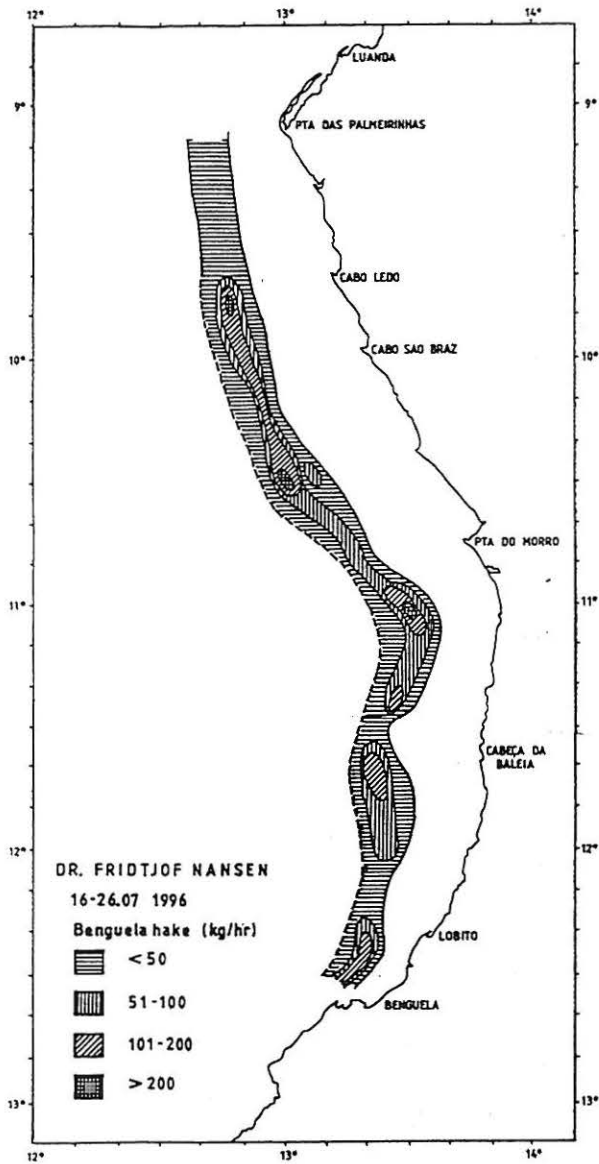 12°
13°
14°
LUANDA
9°
9°
PTA DAS PALMEIRINHAS
CABO LEDO
CABO SAO BRAZ
10°
10°
PTA DO MORRO
11°
11°
CABEÇA DA
BALEIA
12°
12°
DR. FRIDTJOF NANSEN
16-26.07 1996
Benguela hake (kg/hr)
<50
51-100
101-200
>200
LOBITO
BENGUELA
13°
13°
12°
13°
14°